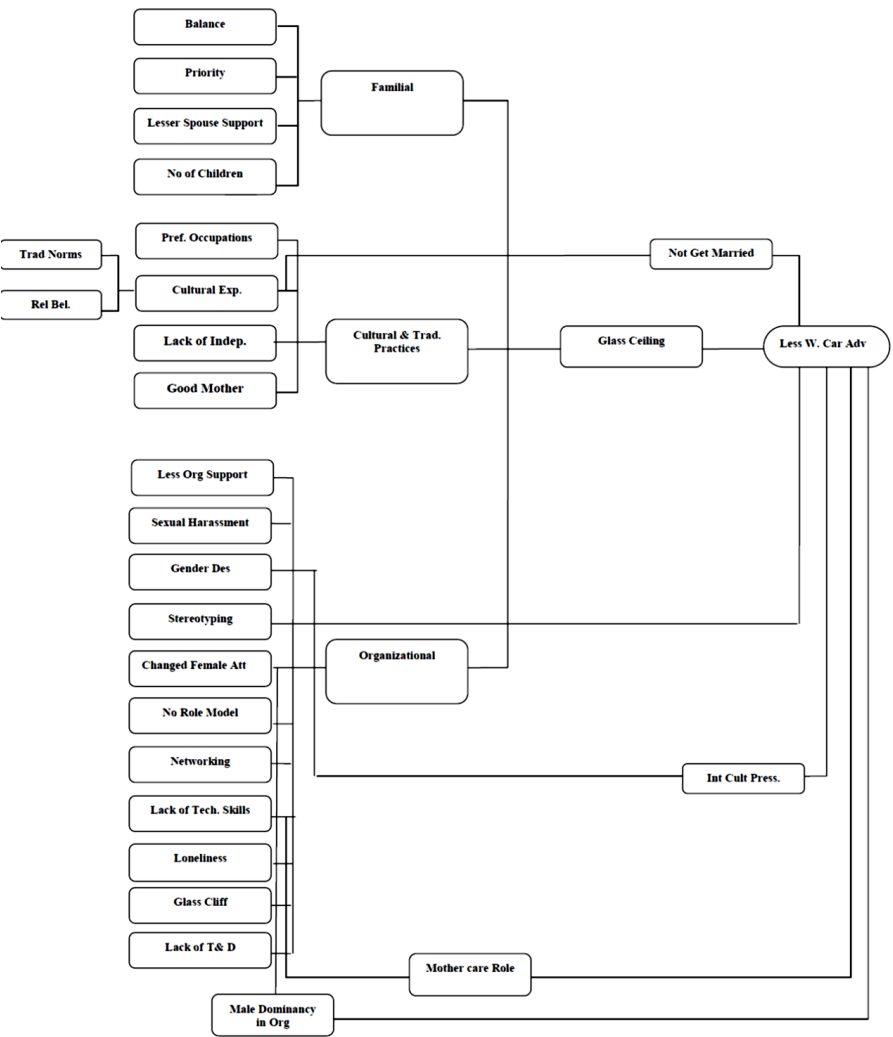 Balance
Priority
Familial
Lesser Spouse Support
No of Children
Pref. Occupations
Trad Norms
Not Get Married
Cultural Exp.
Rel Bel.
Lack of Indep.
Cultural & Trad.
Practices
Glass Ceiling
Less W. Car Adv
Good Mother
Less Org Support
Sexual Harassment
Gender Des
Stereotyping
Changed Female Att
Organizational
No Role Model
Networking
Int Cult Press.
Lack of Tech. Skills
Loneliness
Glass Cliff
Lack of T& D
Mother care Role
Male Dominancy
in Org